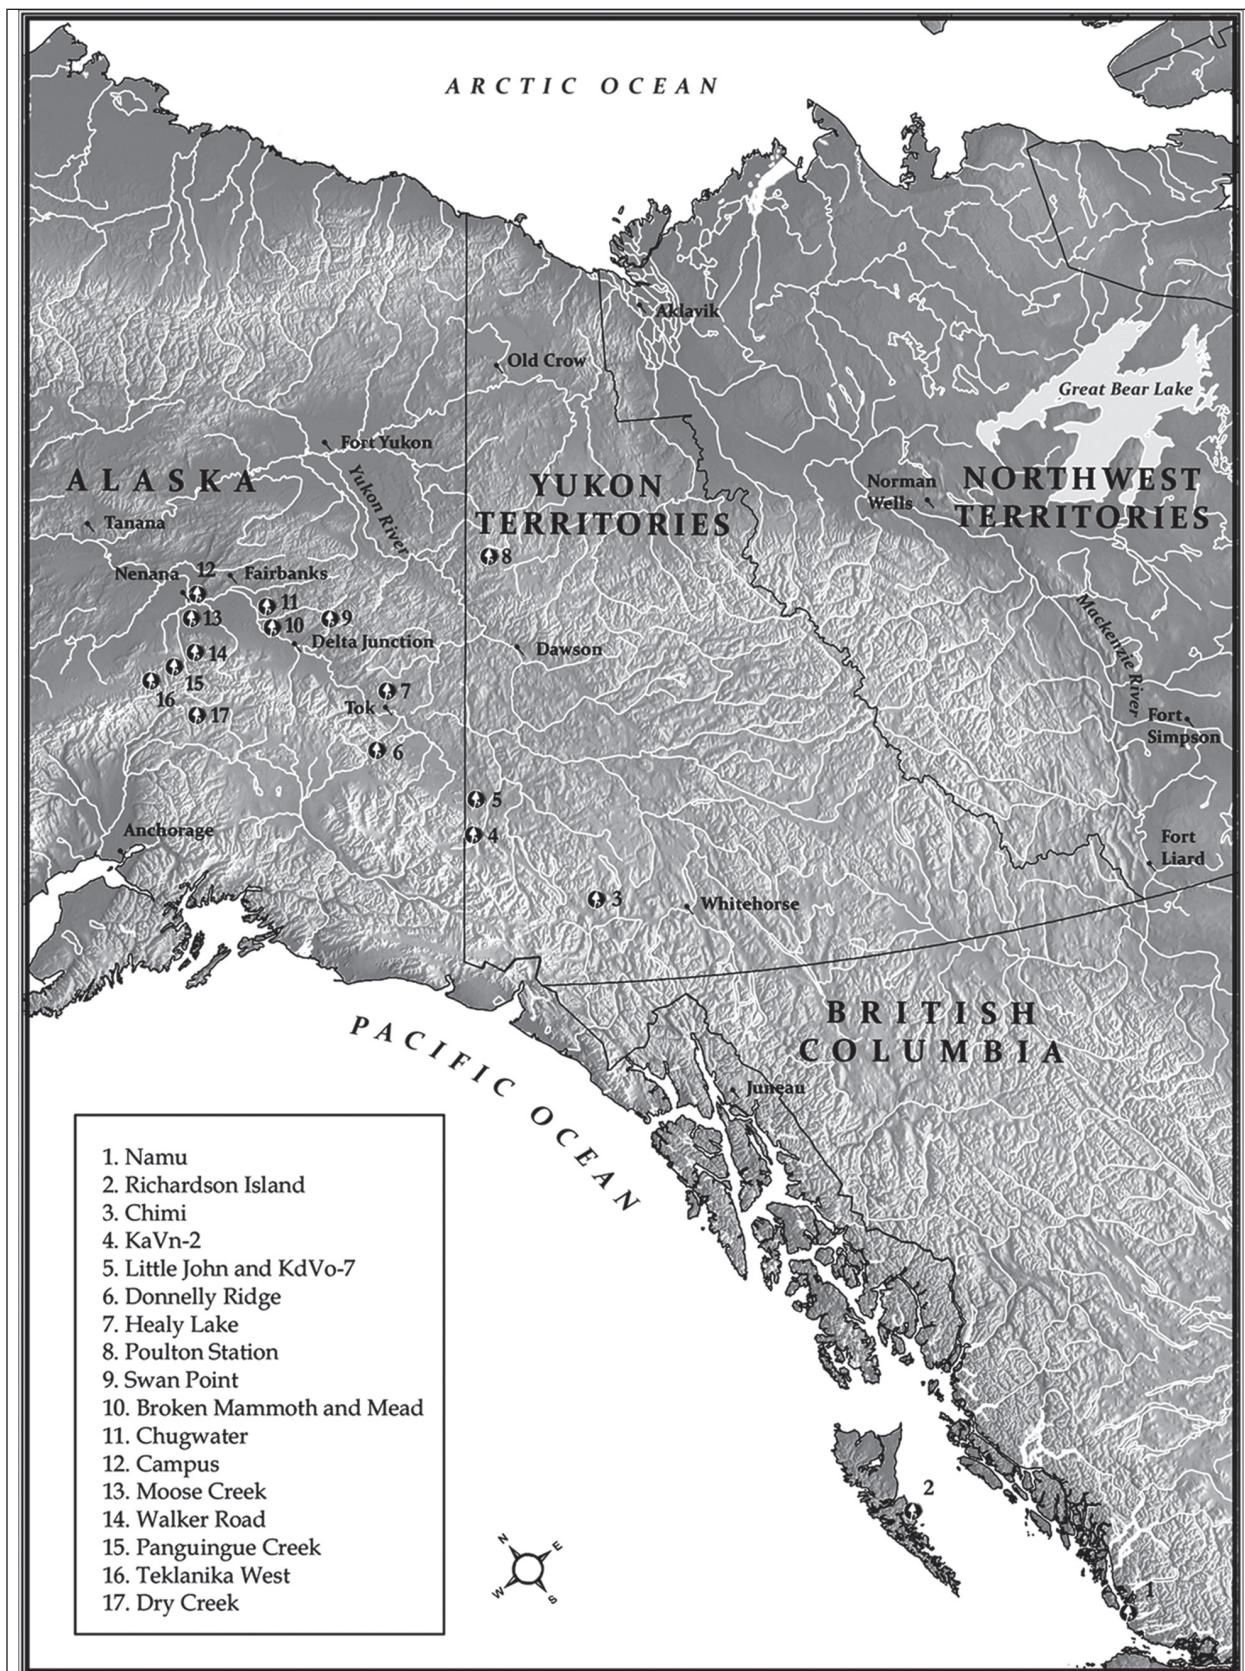 ARCTIC OCEAN
Aklavik
Old Crow
Great Bear Lake
Fort Yukon
ALASKA
Yukon River
YUKON
TERRITORIES
Norman
Wells
NORTHWEST
TERRITORIES
Tanana
8
Nenana
12
Fairbanks
11
13
10
9
Delta Junction
Dawson
Mackenzie River
14
15
16
7
Tok
17
Fort
Simpson
6
5
4
Anchorage
Fort
Liard
3
Whitehorse
BRITISH
COLUMBIA
PACIFIC OCEAN
Juneau
1. Namu
2. Richardson Island
3. Chimi
4. KaVn-2
5. Little John and KdVo-7
6. Donnelly Ridge
7. Healy Lake
8. Poulton Station
9. Swan Point
10. Broken Mammoth and Mead
11. Chugwater
12. Campus
13. Moose Creek
14. Walker Road
15. Panguingue Creek
16. Teklanika West
17. Dry Creek
2
N
E
W
S
1